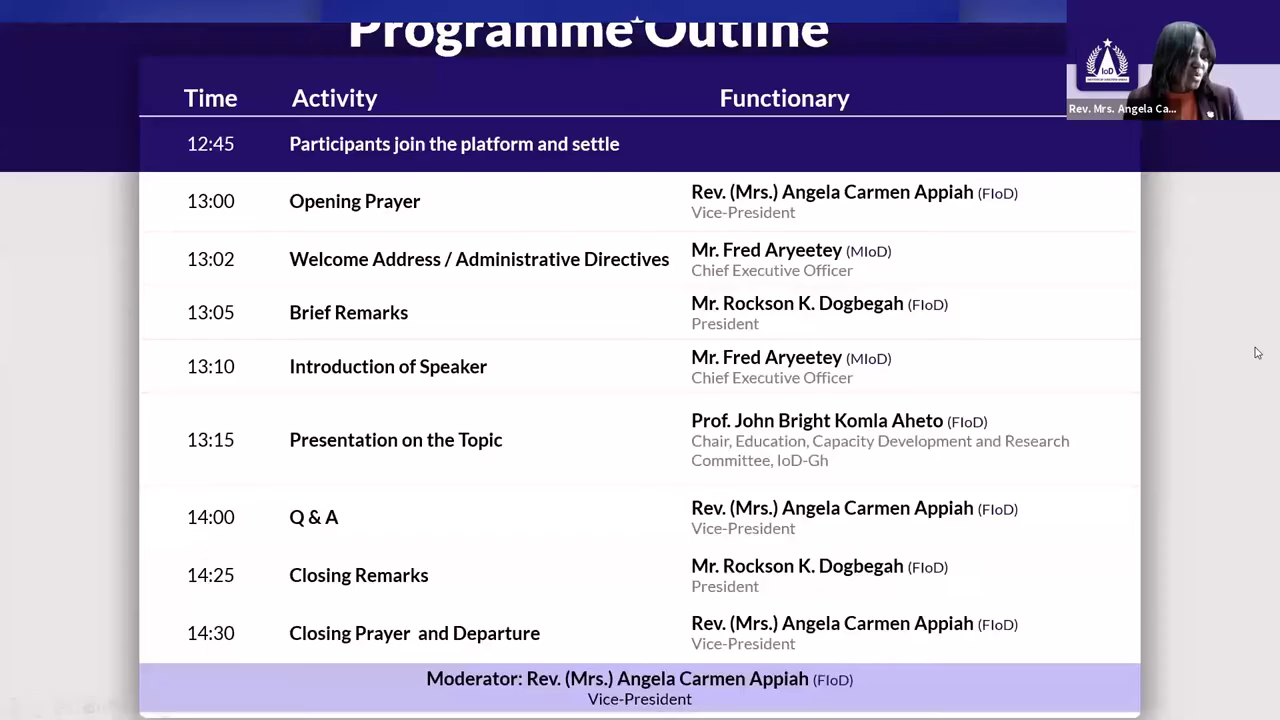 Programme Outline
Time Activity Functionary
IoD
Rev. Mrs. Angela Ca...
12:45 Participants join the platform and settle
13:00 Opening Prayer Rev. (Mrs.) Angela Carmen Appiah (FIoD)
Vice-President
13:02 Welcome Address / Administrative Directives Mr. Fred Aryeetey (MIoD)
Chief Executive Officer
13:05 Brief Remarks Mr. Rockson K. Dogbegah (FIoD)
President
13:10 Introduction of Speaker Mr. Fred Aryeetey (MIoD)
Chief Executive Officer
13:15 Presentation on the Topic Prof. John Bright Komla Aheto (FIoD)
Chair, Education, Capacity Development and Research
Committee, IoD-Gh
14:00 Q & A Rev. (Mrs.) Angela Carmen Appiah (FIoD)
Vice-President
14:25 Closing Remarks Mr. Rockson K. Dogbegah (FIoD)
President
14:30 Closing Prayer and Departure Rev. (Mrs.) Angela Carmen Appiah (FIoD)
Vice-President
Moderator: Rev. (Mrs.) Angela Carmen Appiah (FIoD)
Vice-President